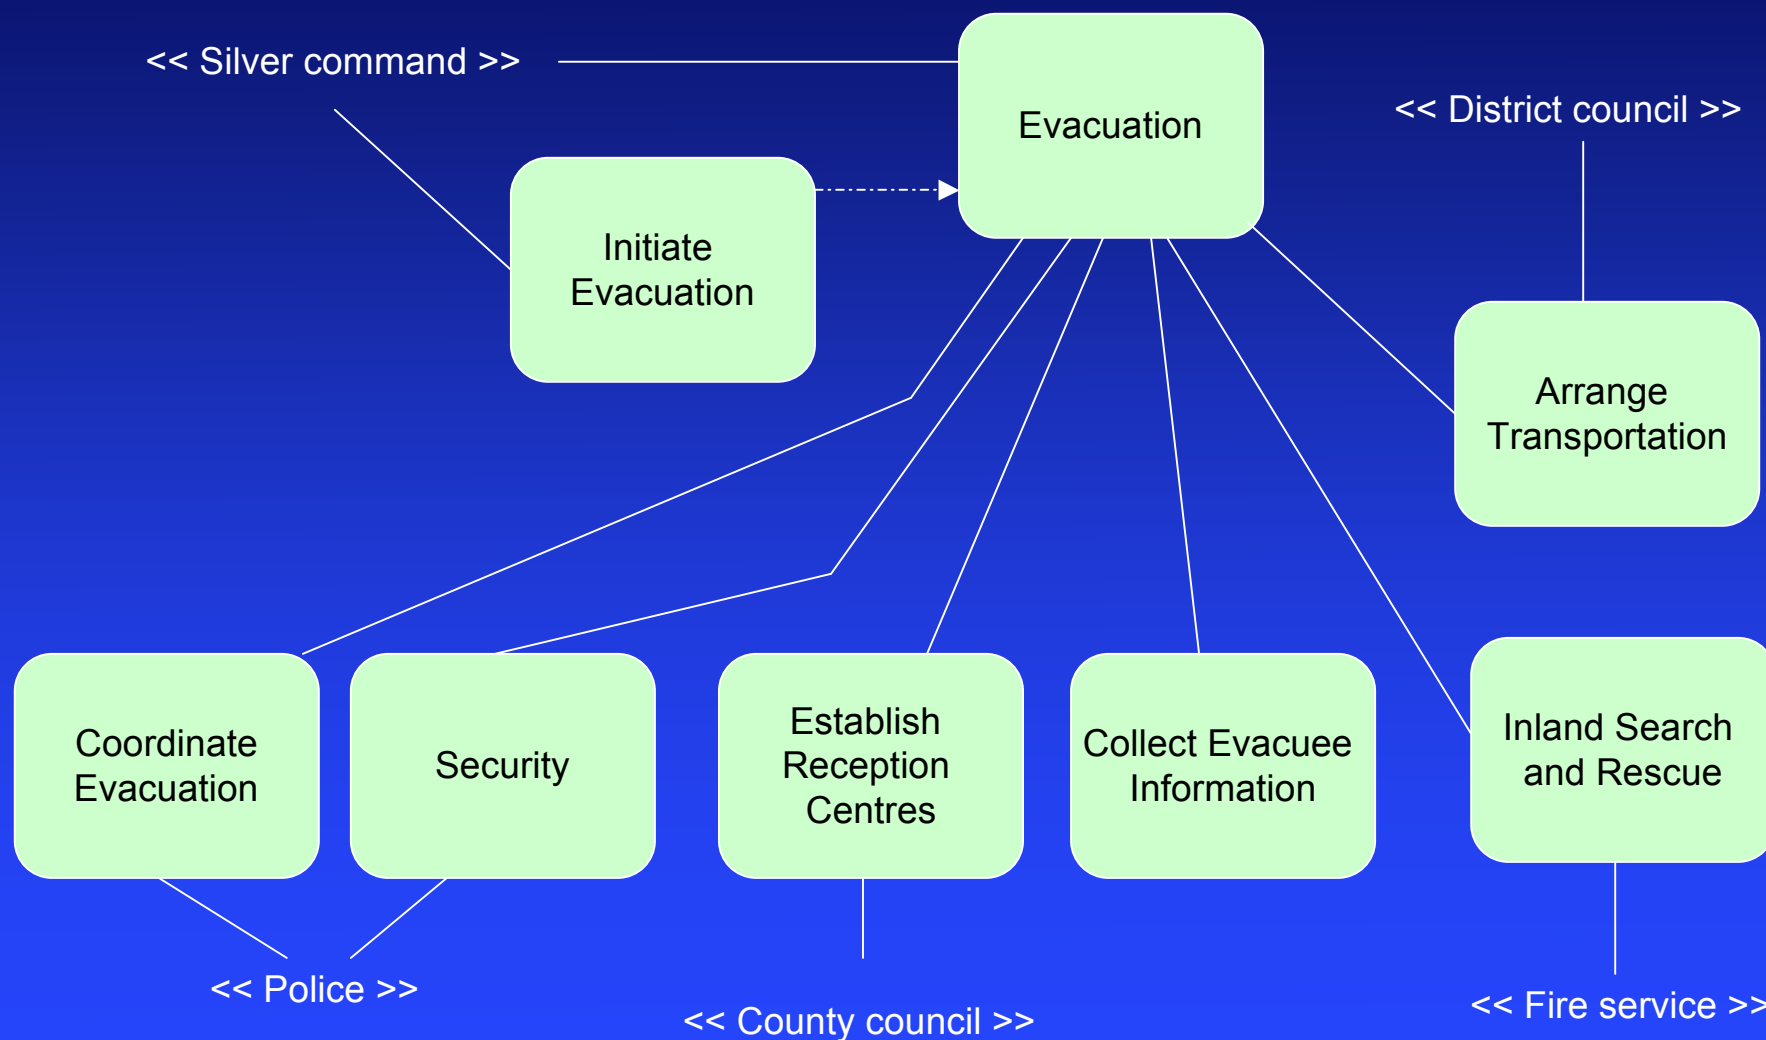 << Silver command >>
Evacuation
<< District council >>
Initiate
Evacuation
Arrange
Transportation
Coordinate
Evacuation
Security
Establish
Reception
Centres
Collect Evacuee
Information
Inland Search
and Rescue
<< Police >>
<< County council >>
<< Fire service >>